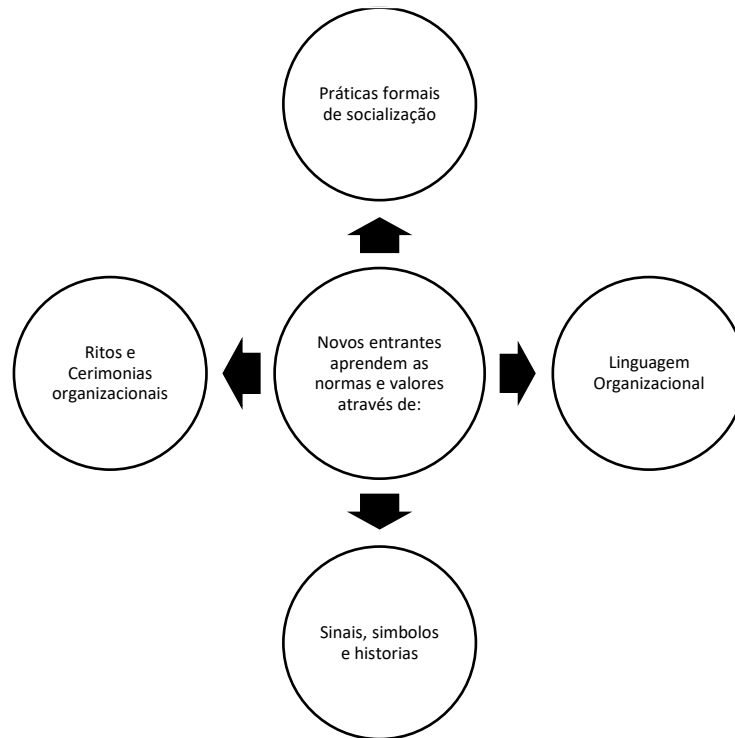 Práticas formais
de socialização
Ritos e
Cerimonias
organizacionais
Novos entrantes
aprendem as
normas e valores
através de:
Linguagem
Organizacional
Sinais, simbolos
e historias